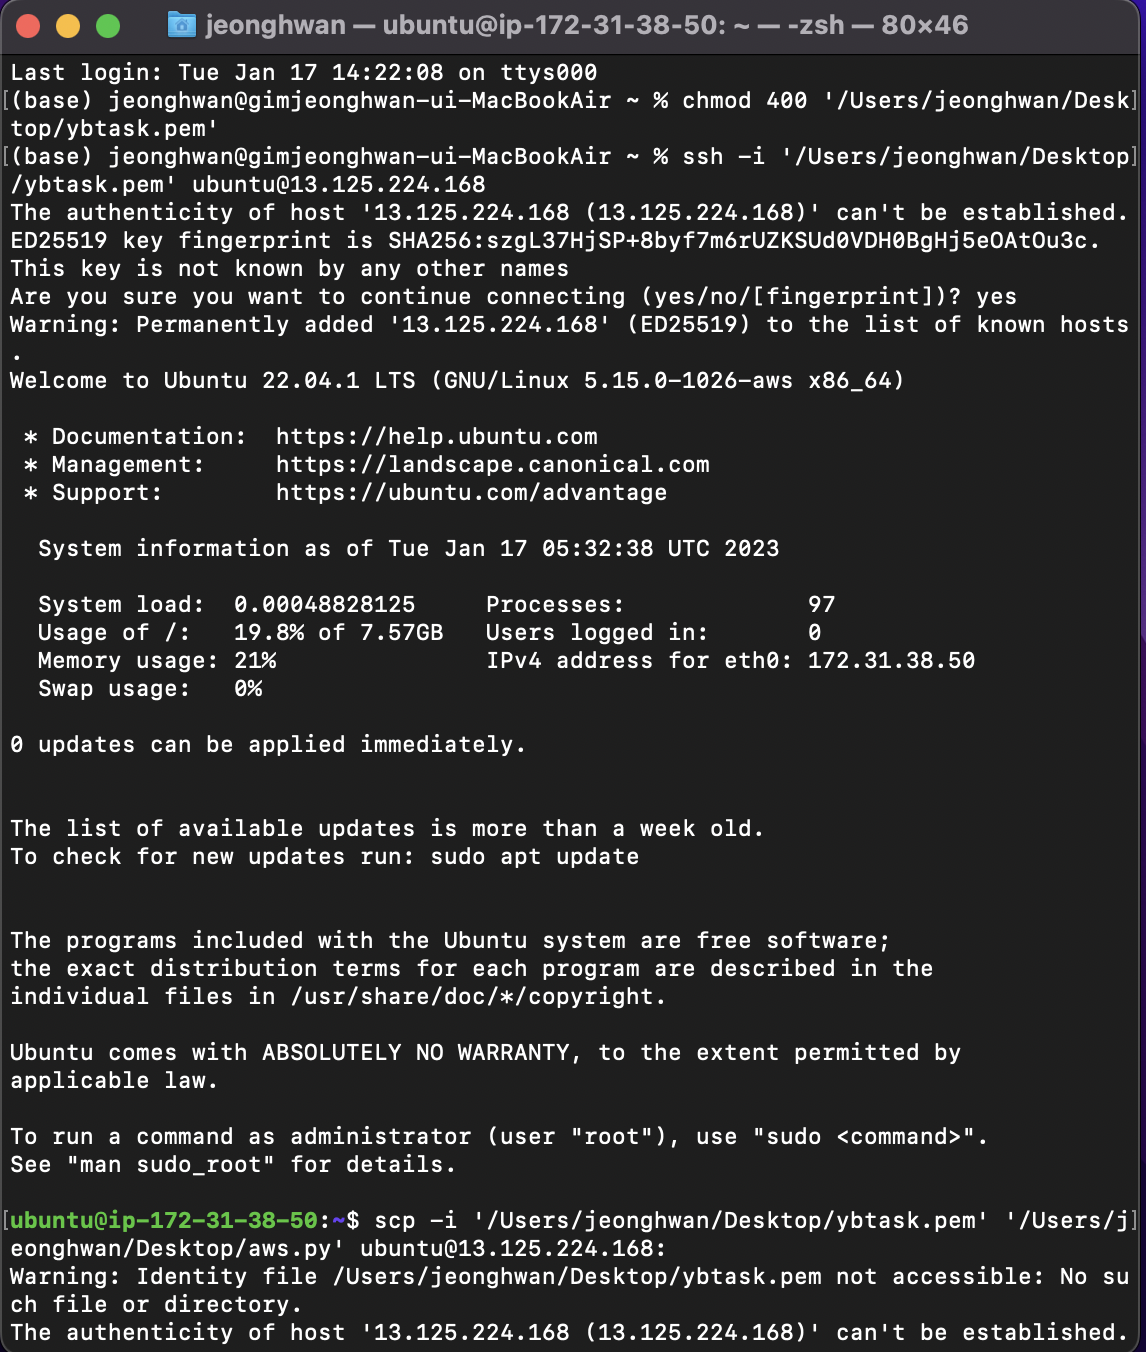 jeonghwan — ubuntu@ip-172-31-38-50: ~ — -zsh — 80×46
Last login: Tue Jan 17 14:22:08 on ttys000
[(base) jeonghwan@gimjeonghwan-ui-MacBookAir ~ % chmod 400 '/Users/jeonghwan/Desk]
top/ybtask.pem'
[(base) jeonghwan@gimjeonghwan-ui-MacBookAir ~ % ssh -i '/Users/jeonghwan/Desktop]
/ybtask.pem' ubuntu@13.125.224.168
The authenticity of host '13.125.224.168 (13.125.224.168)' can't be established.
ED25519 key fingerprint is SHA256:szgL37HjSP+8byf7m6rUZKSUd0VDH0BgHj5eOAtOu3c.
This key is not known by any other names
Are you sure you want to continue connecting (yes/no/[fingerprint])? yes
Warning: Permanently added '13.125.224.168' (ED25519) to the list of known hosts
.
Welcome to Ubuntu 22.04.1 LTS (GNU/Linux 5.15.0-1026-aws x86_64)
* Documentation:  https://help.ubuntu.com
* Management:     https://landscape.canonical.com
* Support:        https://ubuntu.com/advantage
System information as of Tue Jan 17 05:32:38 UTC 2023
System load:  0.00048828125     Processes:             97
Usage of /:   19.8% of 7.57GB   Users logged in:       0
Memory usage: 21%               IPv4 address for eth0: 172.31.38.50
Swap usage:   0%
0 updates can be applied immediately.
The list of available updates is more than a week old.
To check for new updates run: sudo apt update
The programs included with the Ubuntu system are free software;
the exact distribution terms for each program are described in the
individual files in /usr/share/doc/*/copyright.
Ubuntu comes with ABSOLUTELY NO WARRANTY, to the extent permitted by
applicable law.
To run a command as administrator (user "root"), use "sudo <command>".
See "man sudo_root" for details.
[ubuntu@ip-172-31-38-50:~$ scp -i '/Users/jeonghwan/Desktop/ybtask.pem' '/Users/j]
eonghwan/Desktop/aws.py' ubuntu@13.125.224.168:
Warning: Identity file /Users/jeonghwan/Desktop/ybtask.pem not accessible: No su
ch file or directory.
The authenticity of host '13.125.224.168 (13.125.224.168)' can't be established.